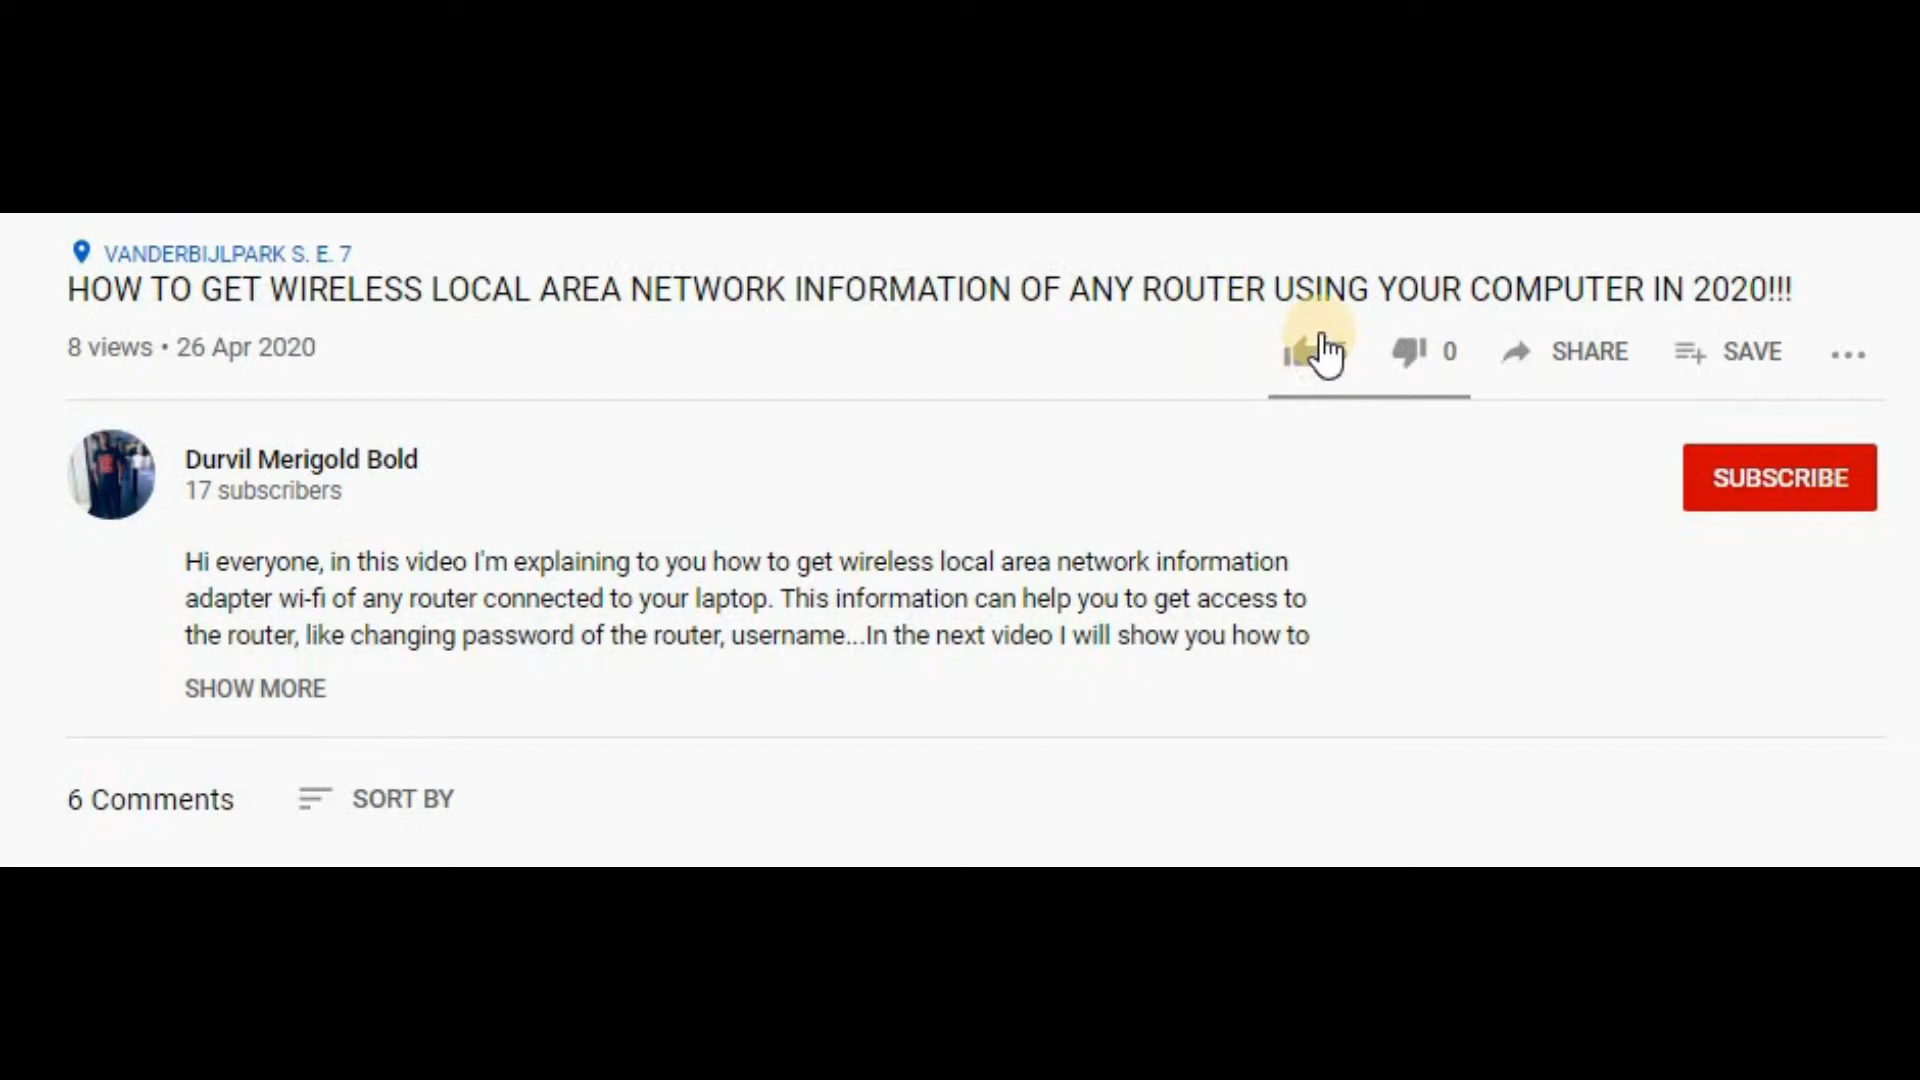 VANDERBIJLPARK S. E. 7
HOW TO GET WIRELESS LOCAL AREA NETWORK INFORMATION OF ANY ROUTER USING YOUR COMPUTER IN 2020!!!
8 views • 26 Apr 2020
0 SHARE SAVE
Durvil Merigold Bold
17 subscribers
SUBSCRIBE
Hi everyone, in this video I'm explaining to you how to get wireless local area network information
adapter wi-fi of any router connected to your laptop. This information can help you to get access to
the router, like changing password of the router, username...In the next video I will show you how to
SHOW MORE
6 Comments SORT BY